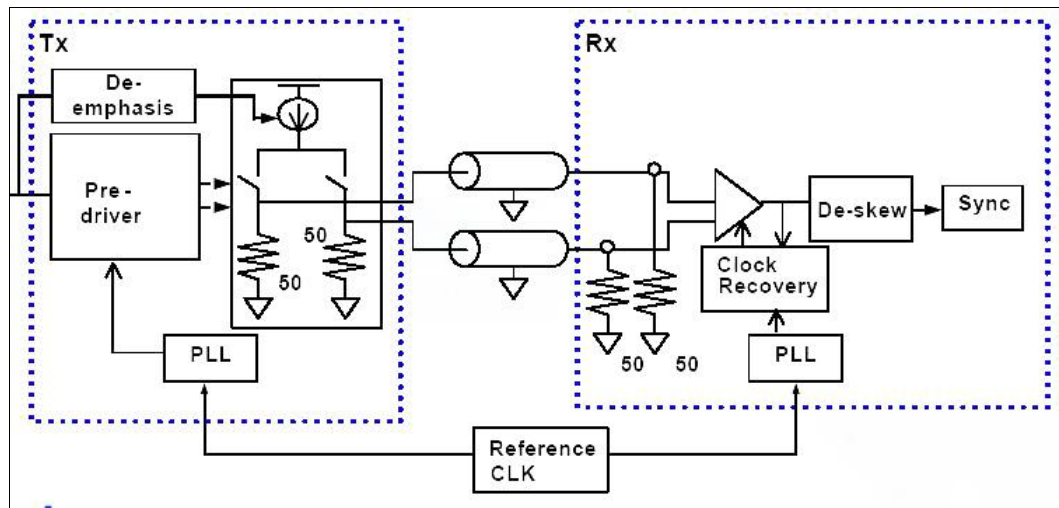 Tx
Rx
De-
emphasis
Pre-
driver
50
50
PLL
De-skew
Sync
Clock
Recovery
50 50
PLL
Reference
CLK